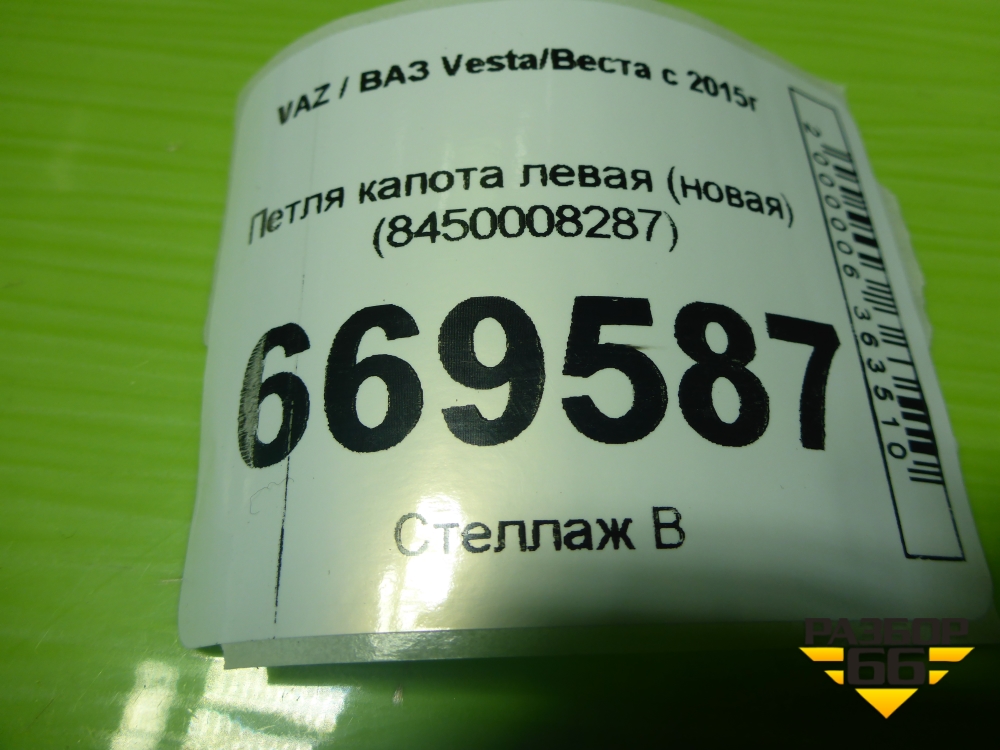 VAZ / ВАЗ Vesta/Веста с 2015г
Петля капота левая (новая)
(8450008287)
669587
Стеллаж В
2000006363510
РАЗБОР
66